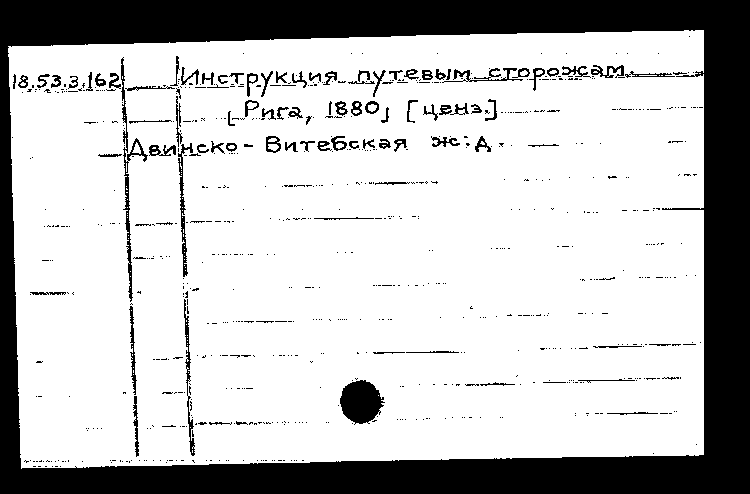 18.53.3.162 Инструкция путевым сторожам.
[Рига, 1880] [ценз.]
Двинско-Витебская ж.д.